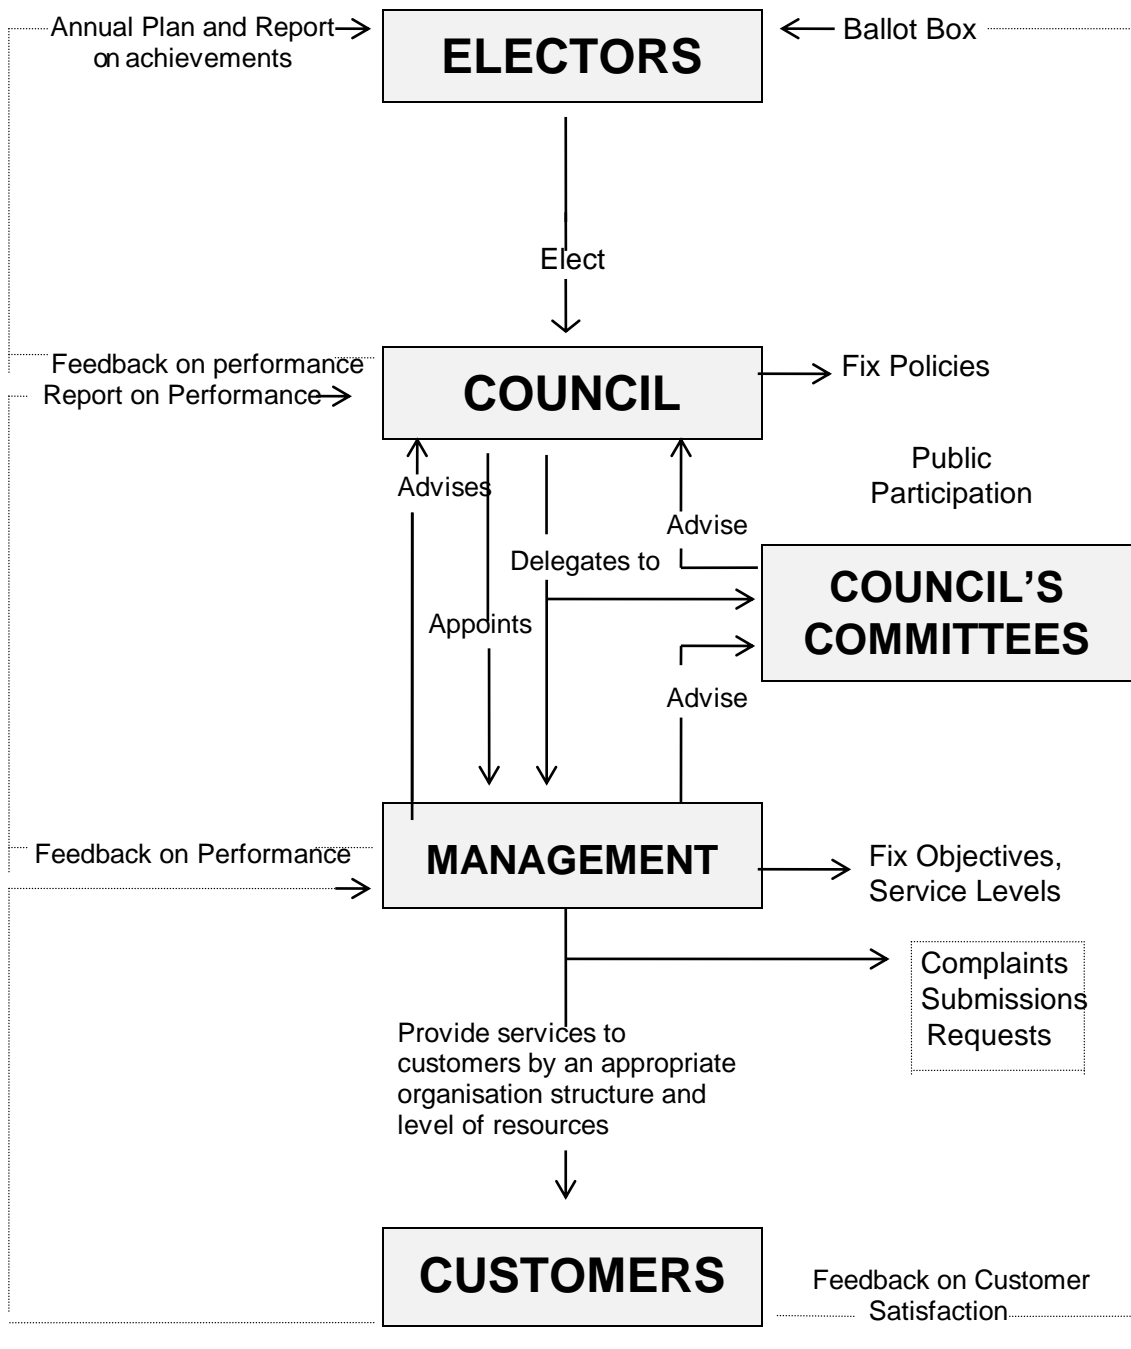 Annual Plan and Report
on achievements
ELECTORS
Ballot Box
Elect
Feedback on performance
Report on Performance
COUNCIL
Fix Policies
Public
Participation
Advises
Advise
Delegates to
COUNCIL’S
COMMITTEES
Appoints
Advise
Feedback on Performance
MANAGEMENT
Fix Objectives,
Service Levels
Complaints
Submissions
Requests
Provide services to
customers by an appropriate
organisation structure and
level of resources
CUSTOMERS
Feedback on Customer
Satisfaction